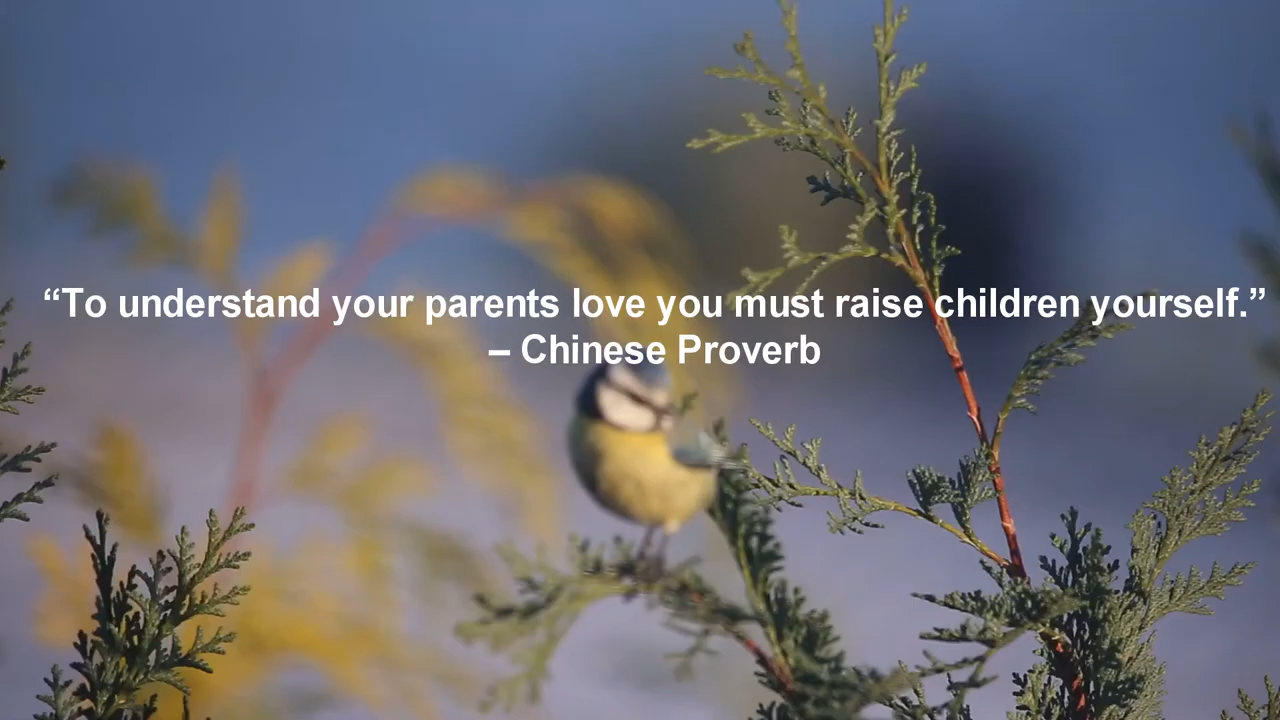 “To understand your parents love you must raise children yourself.”
– Chinese Proverb